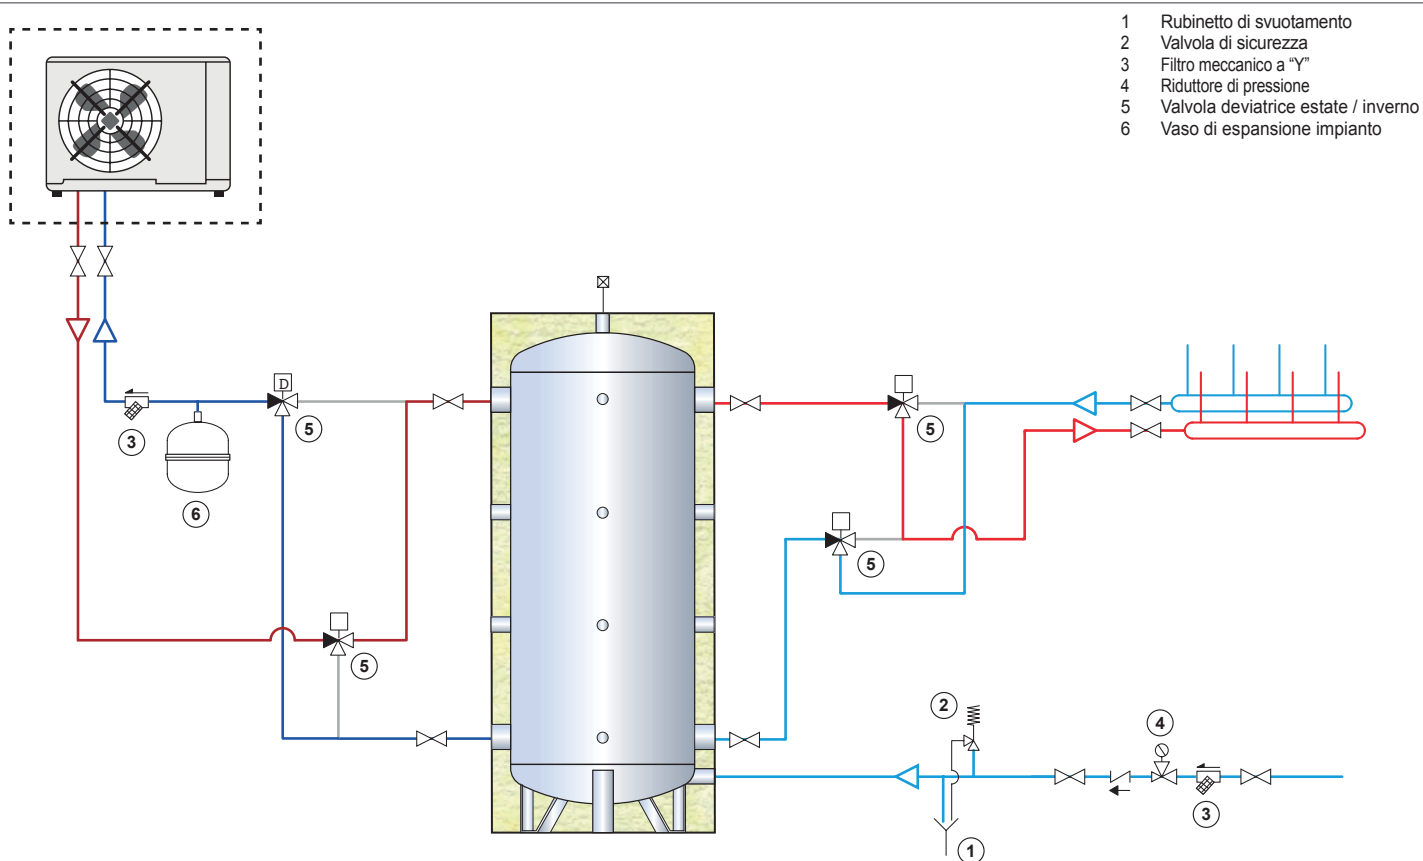 1 Rubinetto di svuotamento
2 Valvola di sicurezza
3 Filtro meccanico a “Y”
4 Riduttore di pressione
5 Valvola deviatrice estate / inverno
6 Vaso di espansione impianto
D
5
3
5
6
5
5
2
4
3
1